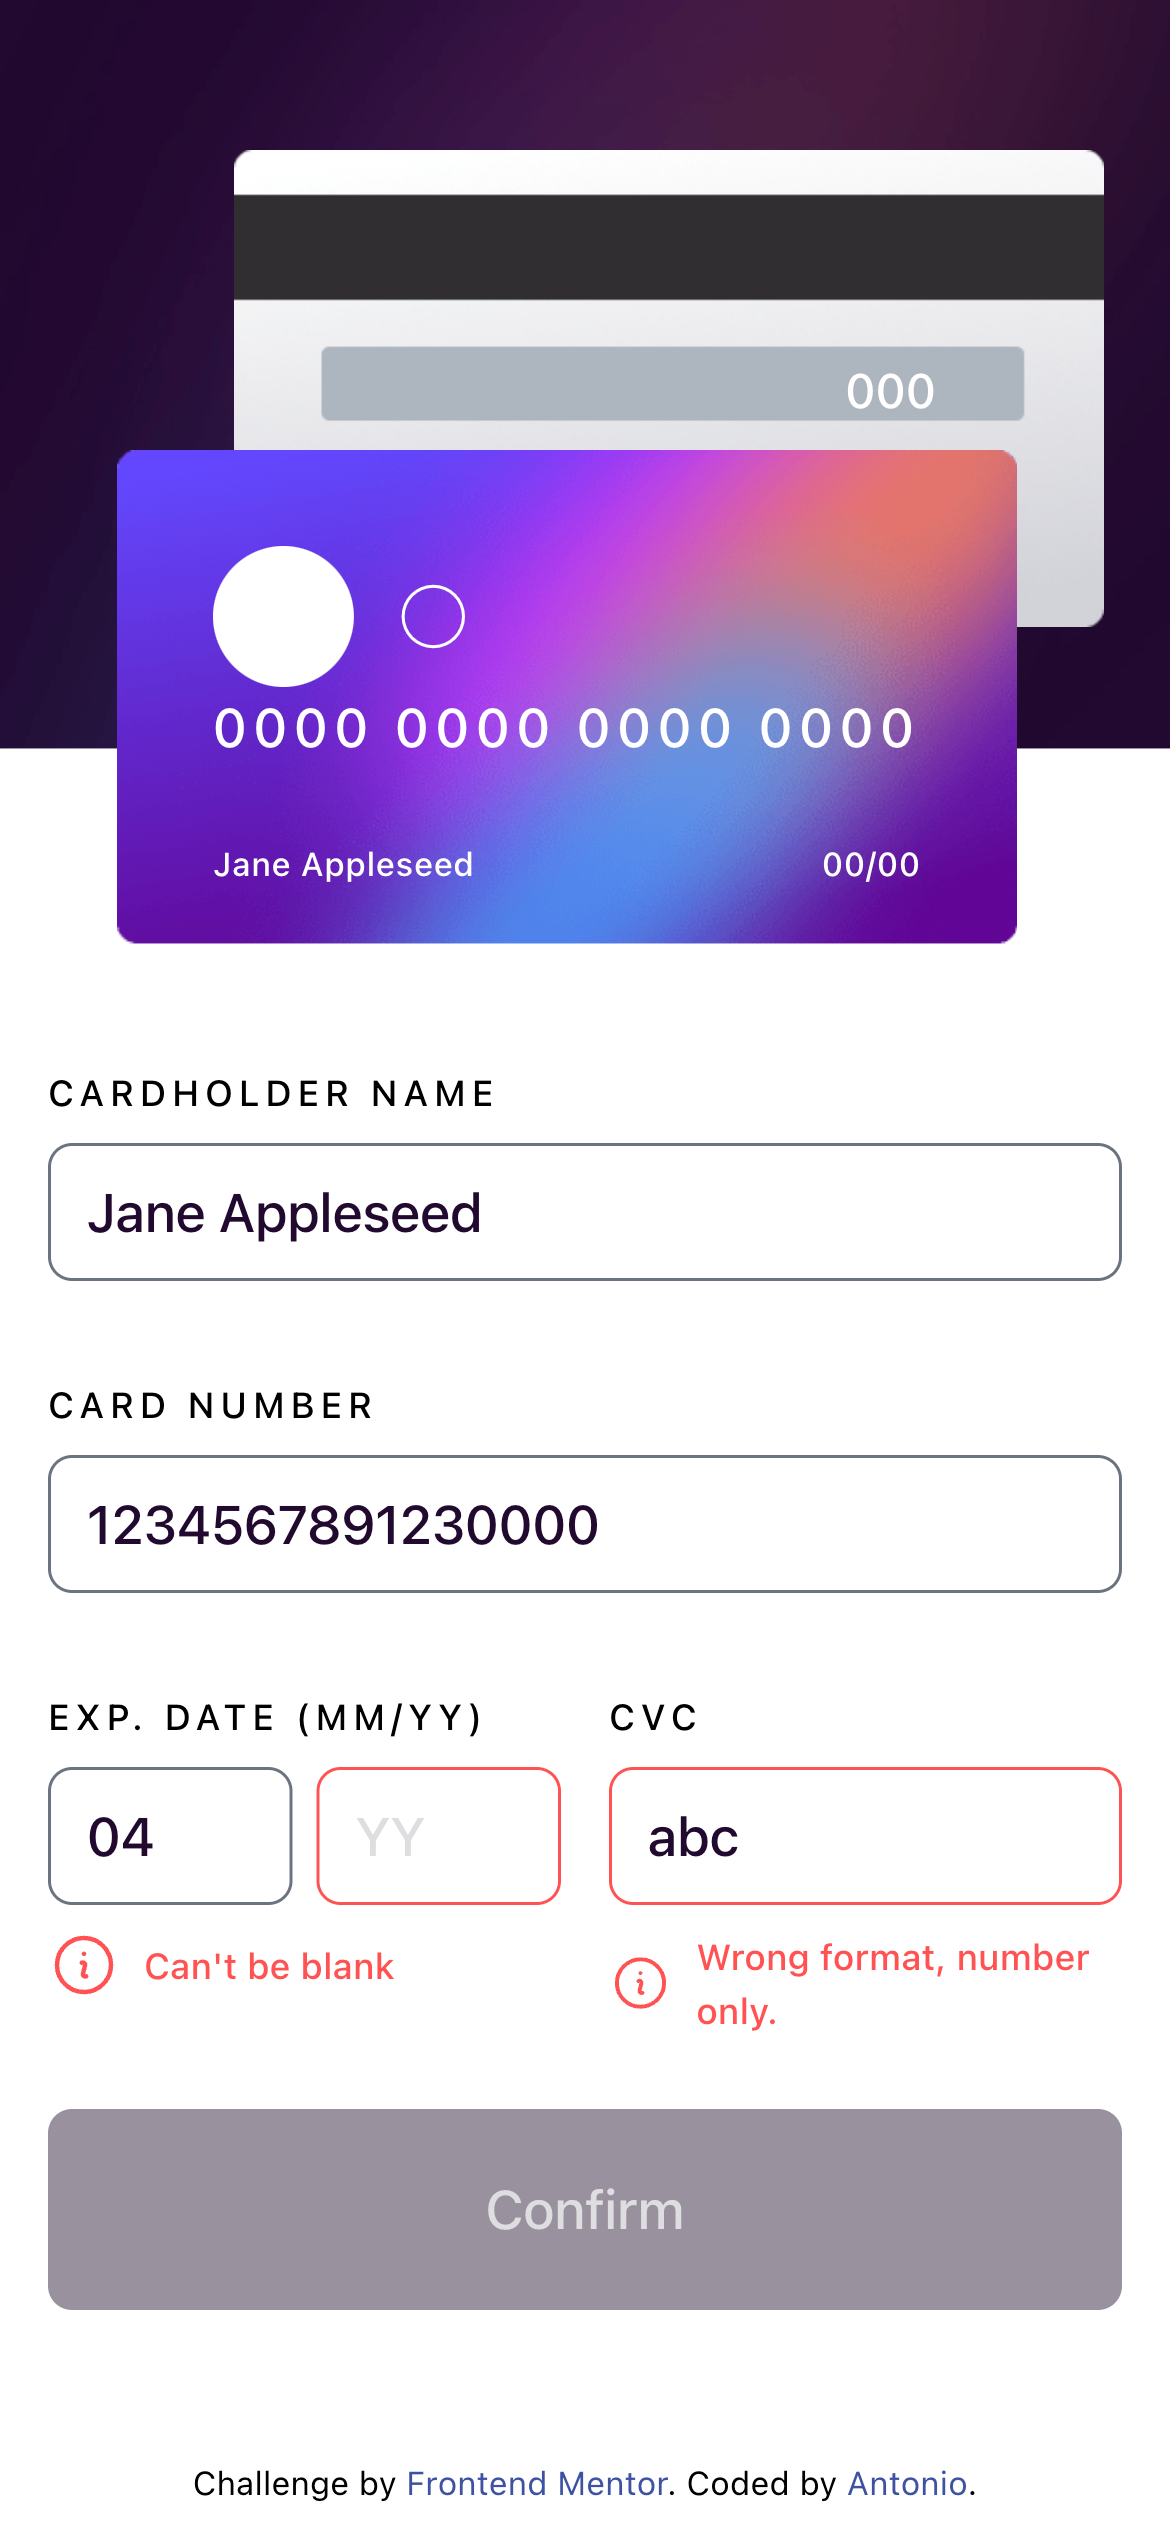 000
0000 0000 0000 0000
Jane Appleseed 00/00
CARDHOLDER NAME
Jane Appleseed
CARD NUMBER
1234567891230000
EXP. DATE (MM/YY) CVC
04 YY abc
Can't be blank
Wrong format, number
only.
Confirm
Challenge by Frontend Mentor. Coded by Antonio.